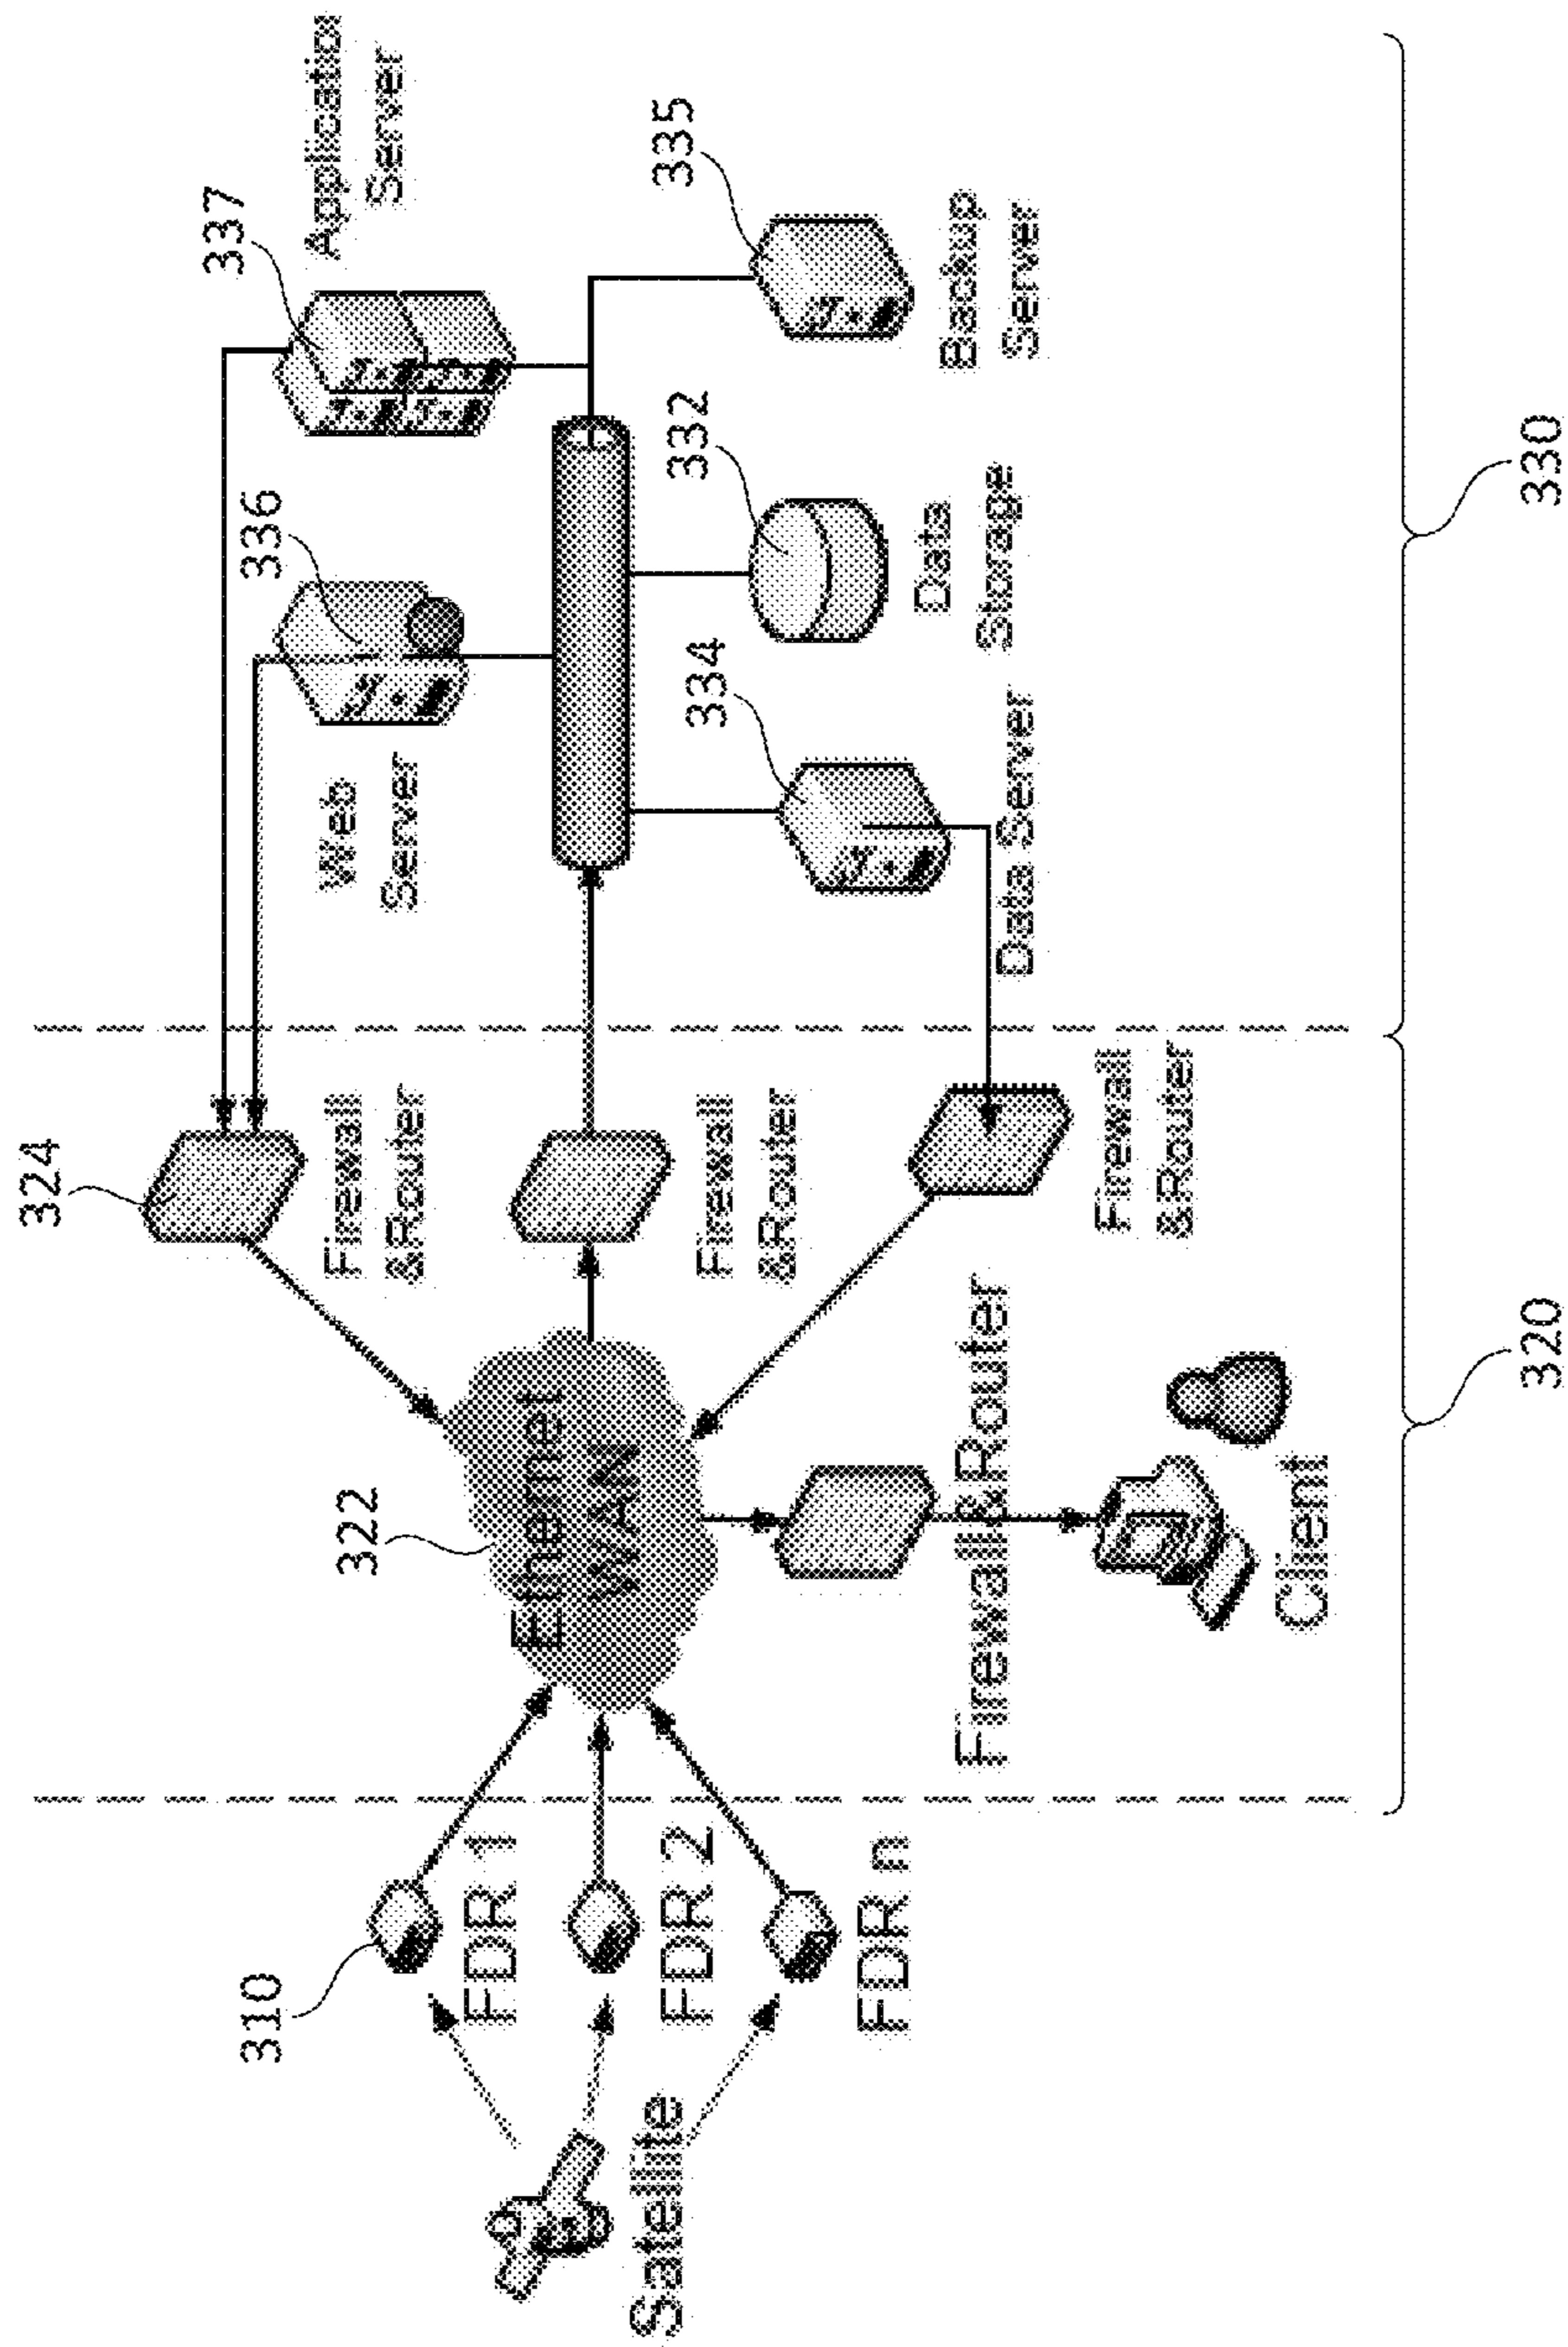 324
337
Application
Server
336
Web
Server
335
Backup
Server
332
Data
Storage
334
Data Server
Firewall
&Router
Firewall
&Router
Firewall
&Router
322
Ethernet
WAN
Firewall&Router
Client
310
FDR 1
FDR 2
FDR n
Satellite
320
330